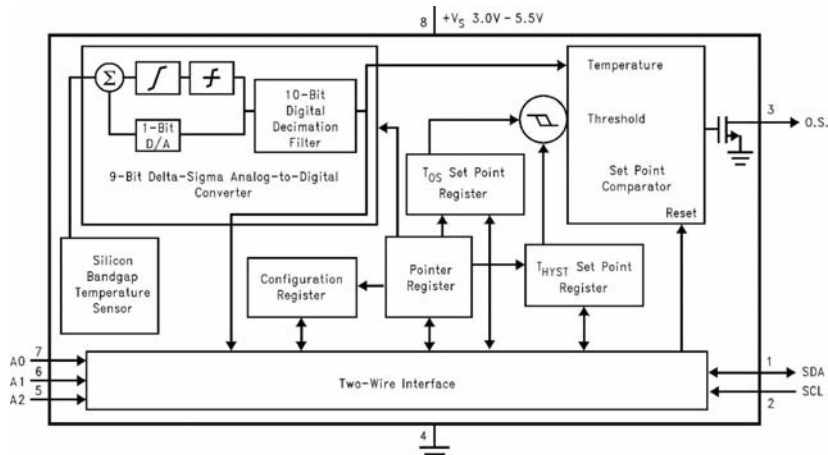 8
+VS 3.0V – 5.5V
Σ
1-Bit
D/A
10-Bit
Digital
Decimation
Filter
9-Bit Delta-Sigma Analog-to-Digital
Converter
Temperature
Threshold
Set Point
Comparator
Reset
3
O.S.
TOS Set Point
Register
Silicon
Bandgap
Temperature
Sensor
Configuration
Register
Pointer
Register
THYST Set Point
Register
A0
7
A1
6
A2
5
Two-Wire Interface
1
SDA
SCL
2
4